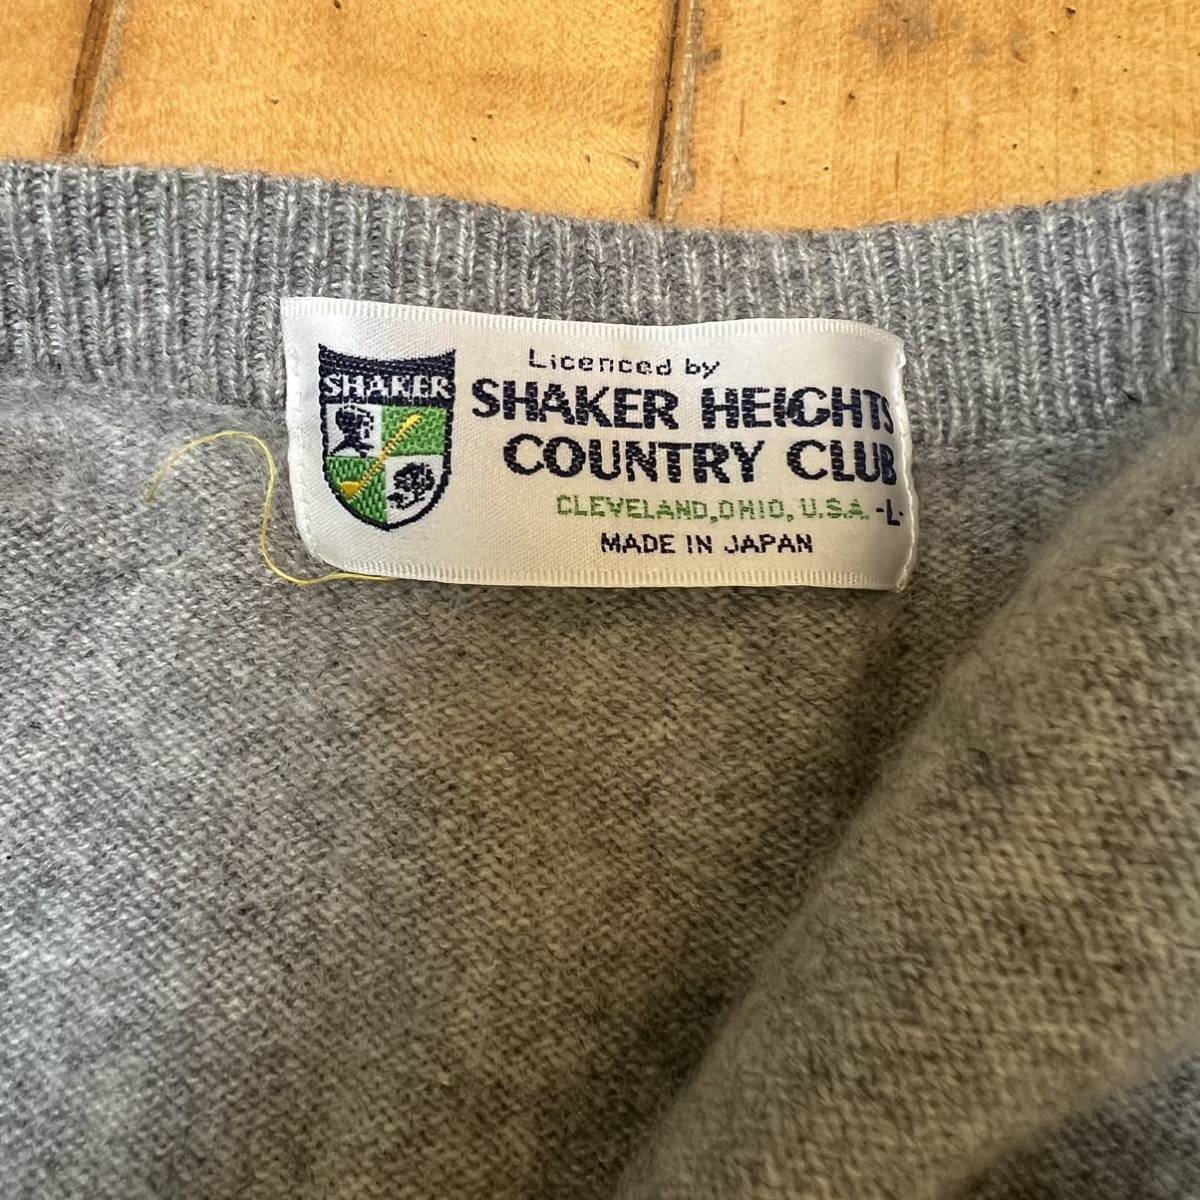 SHAKER
Licenced by
SHAKER HEIGHTS
COUNTRY CLUB
CLEVELAND, OHIO, U.S.A. -L-
MADE IN JAPAN